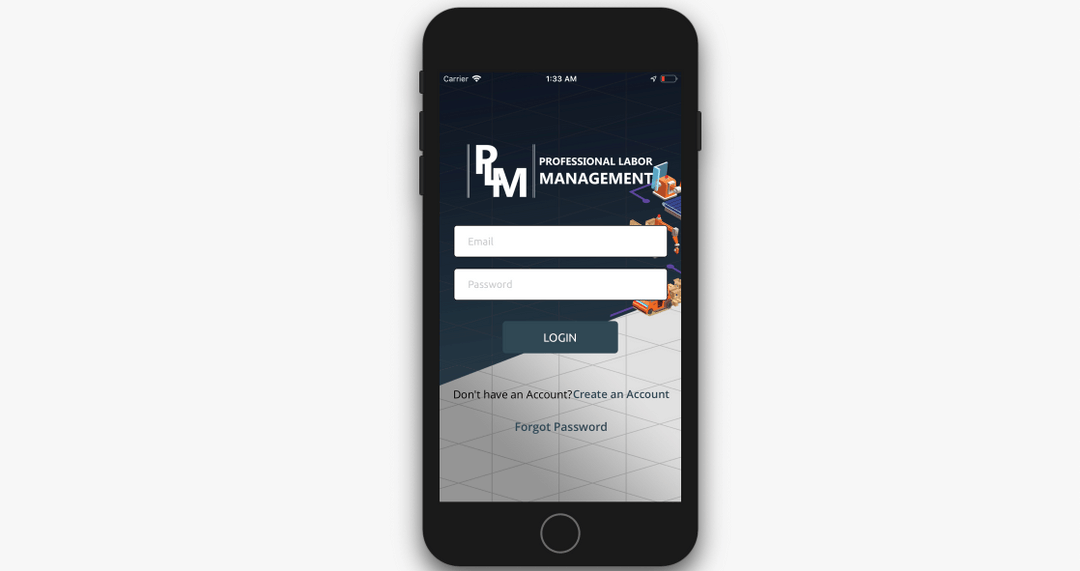 Carrier 1:33 AM
PLM
PROFESSIONAL LABOR
MANAGEMENT
Email
Password
LOGIN
Don't have an Account?Create an Account
Forgot Password